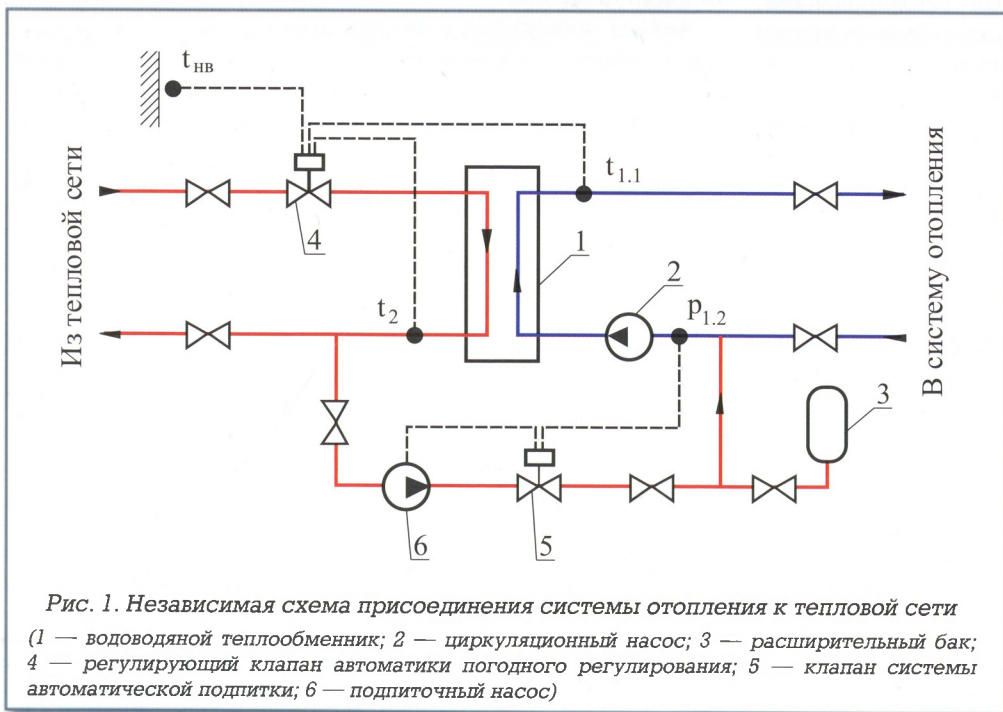 t нв
t 1.1
4
1
2
t 2
p 1.2
3
6
5
Из тепловой сети
В систему отопления
Рис. 1. Независимая схема присоединения системы отопления к тепловой сети
(1 — водоводяной теплообменник; 2 — циркуляционный насос; 3 — расширительный бак;
4 — регулирующий клапан автоматики погодного регулирования; 5 — клапан системы
автоматической подпитки; 6 — подпиточный насос)